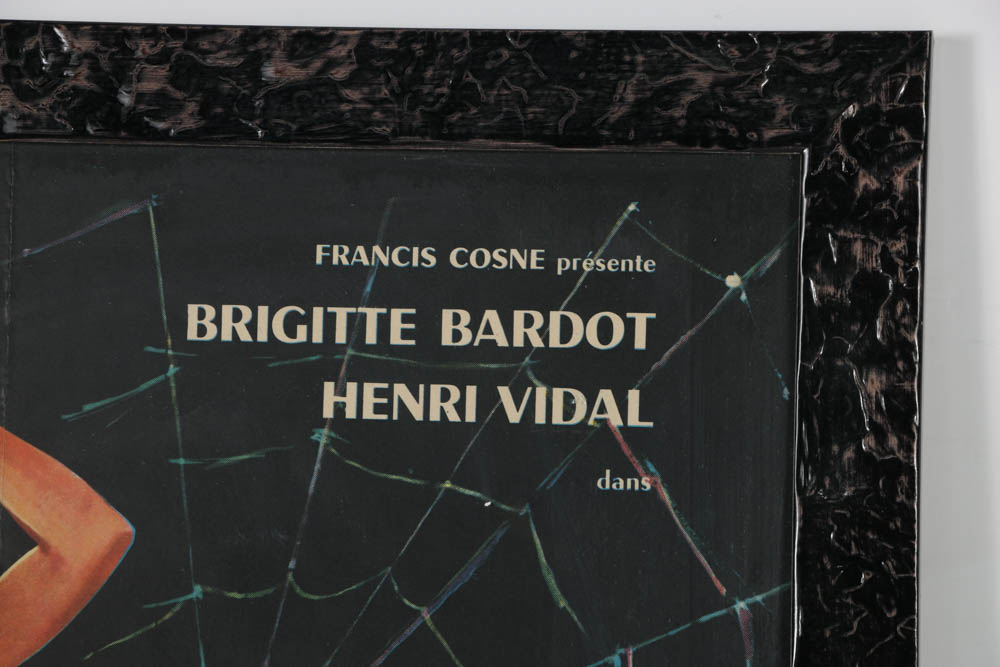 FRANCIS COSNE présente
BRIGITTE BARDOT
HENRI VIDAL
dans